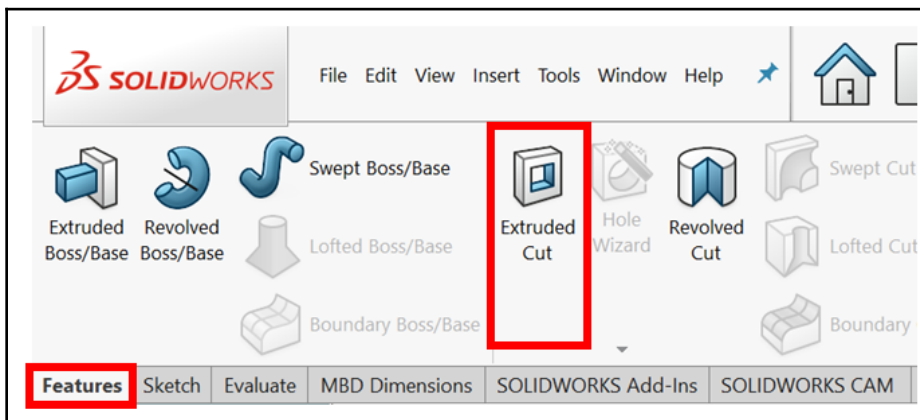 SOLIDWORKS
File Edit View Insert Tools Window Help
Extruded
Boss/Base
Revolved
Boss/Base
Swept Boss/Base
Lofted Boss/Base
Boundary Boss/Base
Extruded
Cut
Hole
Wizard
Revolved
Cut
Swept Cut
Lofted Cut
Boundary
Features Sketch Evaluate MBD Dimensions SOLIDWORKS Add-Ins SOLIDWORKS CAM